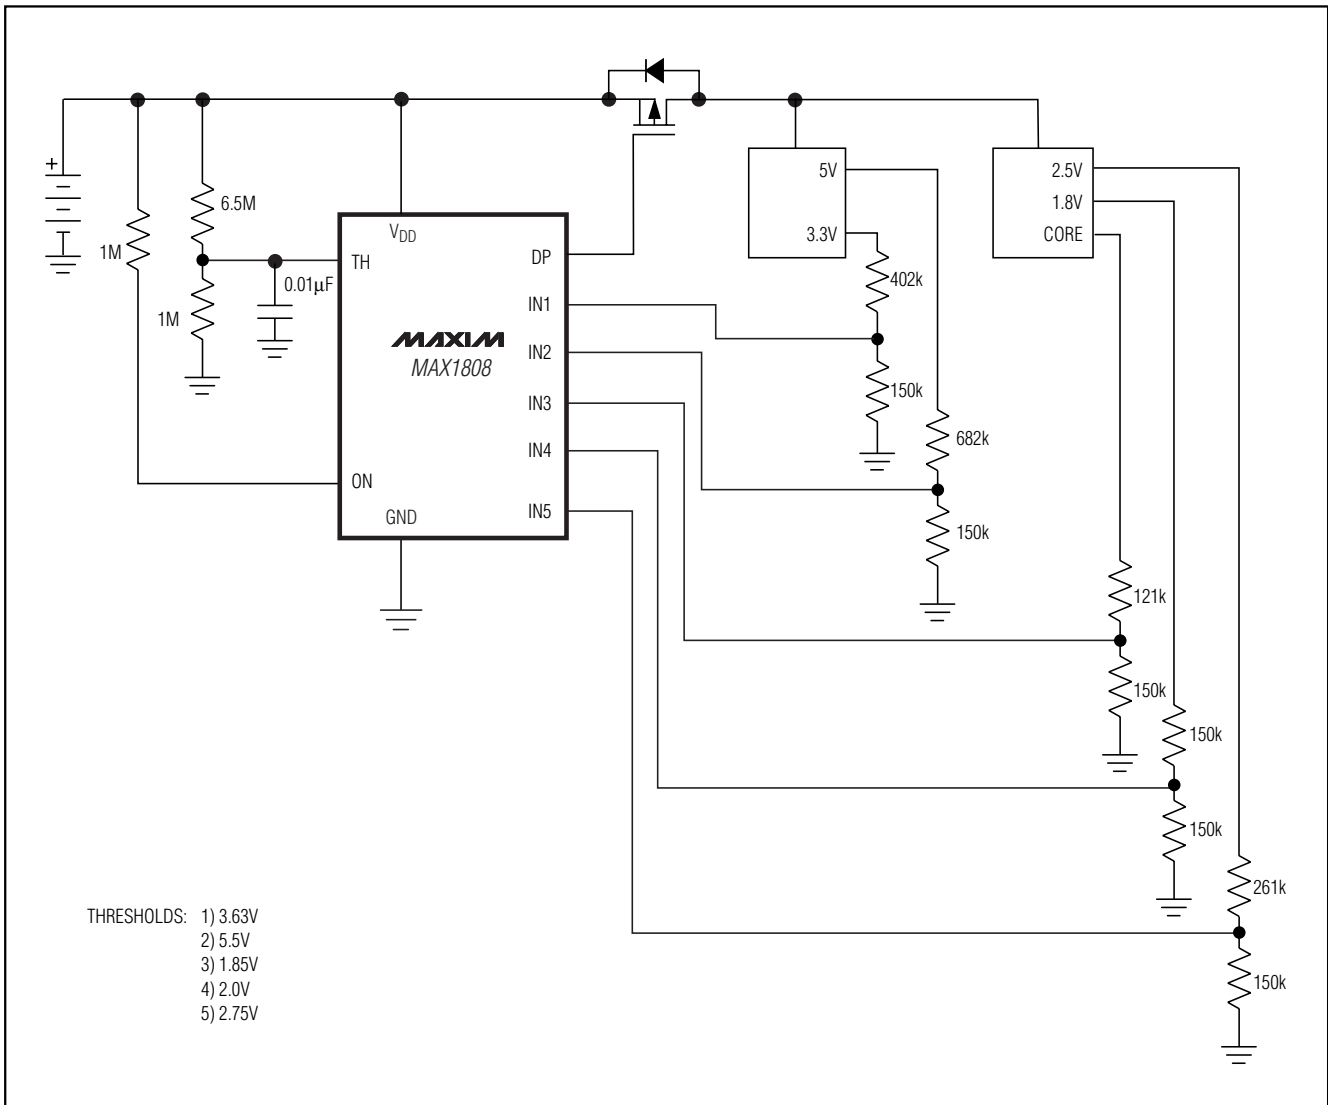 +
6.5M
1M
1M
0.01µF
VDD
TH
ON
GND
DP
IN1
IN2
IN3
IN4
IN5
MAXIM
MAX1808
5V
3.3V
2.5V
1.8V
CORE
402k
150k
682k
150k
121k
150k
150k
150k
261k
150k
THRESHOLDS: 1) 3.63V
2) 5.5V
3) 1.85V
4) 2.0V
5) 2.75V